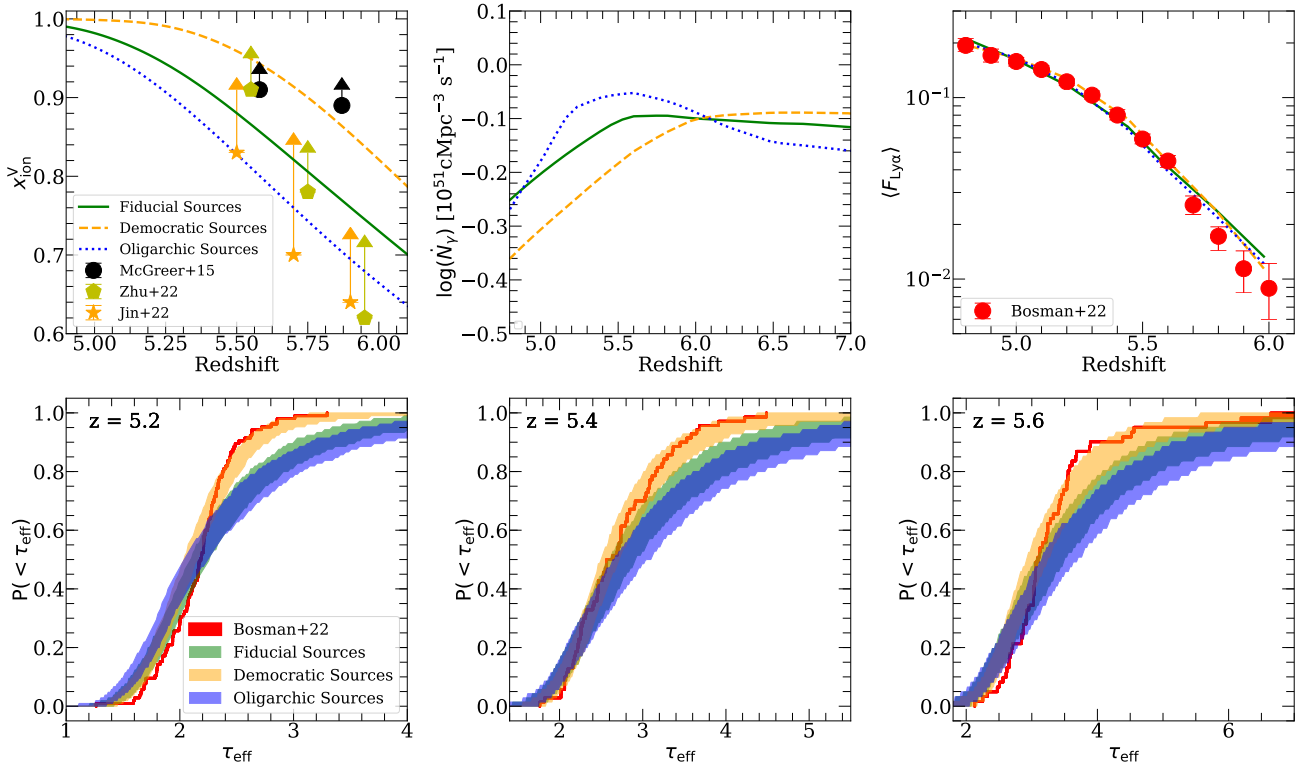 1.0
0.9
0.8
0.7
0.6
x^V_ion
5.00 5.25 5.50 5.75 6.00
Redshift
Fiducial Sources
Democratic Sources
Oligarchic Sources
McGreer+15
Zhu+22
Jin+22
0.1
0.0
−0.1
−0.2
−0.3
−0.4
−0.5
log(Ṅ_γ) [10^51 cMpc^−3 s^−1]
5.0 5.5 6.0 6.5 7.0
Redshift
10^−1
10^−2
⟨F_Lyα⟩
5.0 5.5 6.0
Redshift
Bosman+22
z = 5.2
1.0
0.8
0.6
0.4
0.2
0.0
P( < τ_eff)
1 2 3 4
τ_eff
Bosman+22
Fiducial Sources
Democratic Sources
Oligarchic Sources
z = 5.4
1.0
0.8
0.6
0.4
0.2
0.0
P( < τ_eff)
2 3 4 5
τ_eff
z = 5.6
1.0
0.8
0.6
0.4
0.2
0.0
P( < τ_eff)
2 3 4 5 6
τ_eff